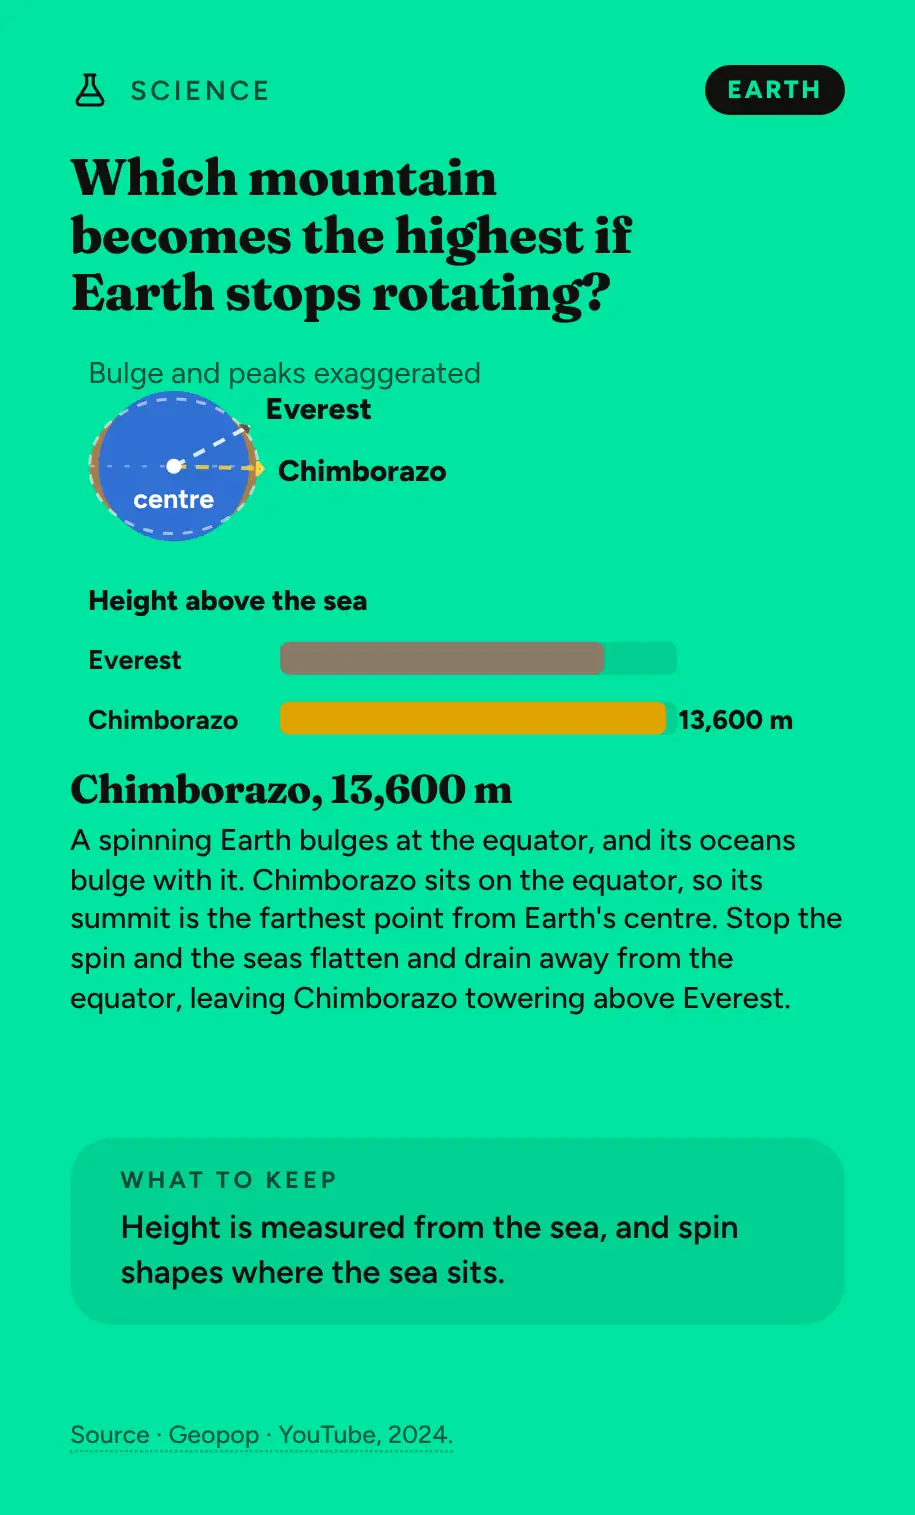 SCIENCE
EARTH
Which mountain
becomes the highest if
Earth stops rotating?
Bulge and peaks exaggerated
Everest
Chimborazo
centre
Height above the sea
Everest
Chimborazo
13,600 m
Chimborazo, 13,600 m
A spinning Earth bulges at the equator, and its oceans
bulge with it. Chimborazo sits on the equator, so its
summit is the farthest point from Earth's centre. Stop the
spin and the seas flatten and drain away from the
equator, leaving Chimborazo towering above Everest.
WHAT TO KEEP
Height is measured from the sea, and spin
shapes where the sea sits.
Source · Geopop · YouTube, 2024.